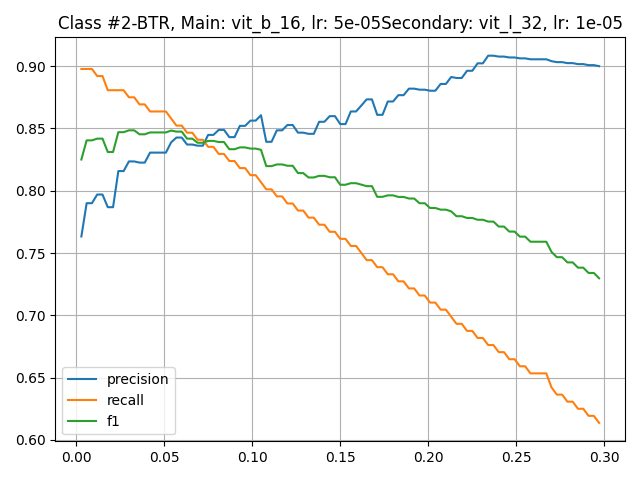 Class #2-BTR, Main: vit_b_16, lr: 5e-05Secondary: vit_l_32, lr: 1e-05
0.90
0.85
0.80
0.75
0.70
0.65
0.60
precision
recall
f1
0.00 0.05 0.10 0.15 0.20 0.25 0.30